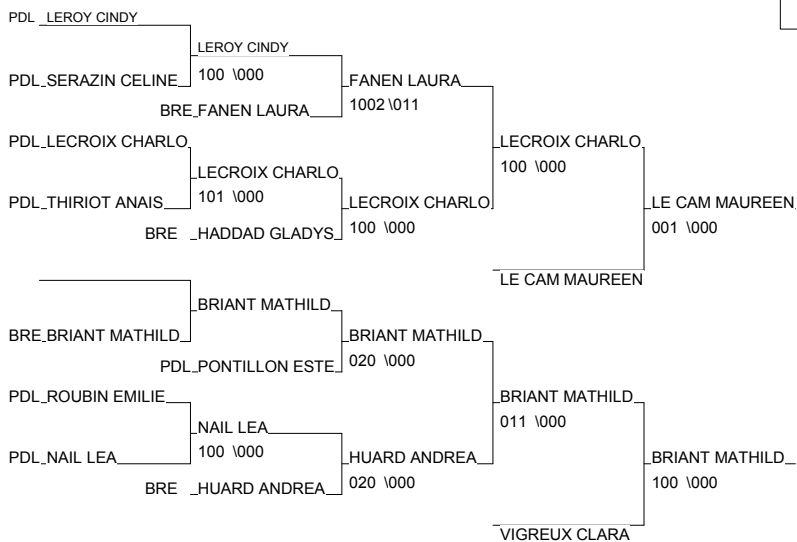 PDL LEROY CINDY
LEROY CINDY
PDL SERAZIN CELINE
100 \000
FANEN LAURA
BRE FANEN LAURA
1002 \011
PDL LECROIX CHARLO
LECROIX CHARLO
LECROIX CHARLO
100 \000
PDL THIRIOT ANAIS
101 \000
LECROIX CHARLO
LE CAM MAUREEN
BRE HADDAD GLADYS
100 \000
001 \000
LE CAM MAUREEN
BRIANT MATHILD
BRE BRIANT MATHILD
BRIANT MATHILD
PDL PONTILLON ESTE
020 \000
PDL ROUBIN EMILIE
BRIANT MATHILD
NAIL LEA
011 \000
PDL NAIL LEA
100 \000
HUARD ANDREA
BRIANT MATHILD
BRE HUARD ANDREA
020 \000
100 \000
VIGREUX CLARA